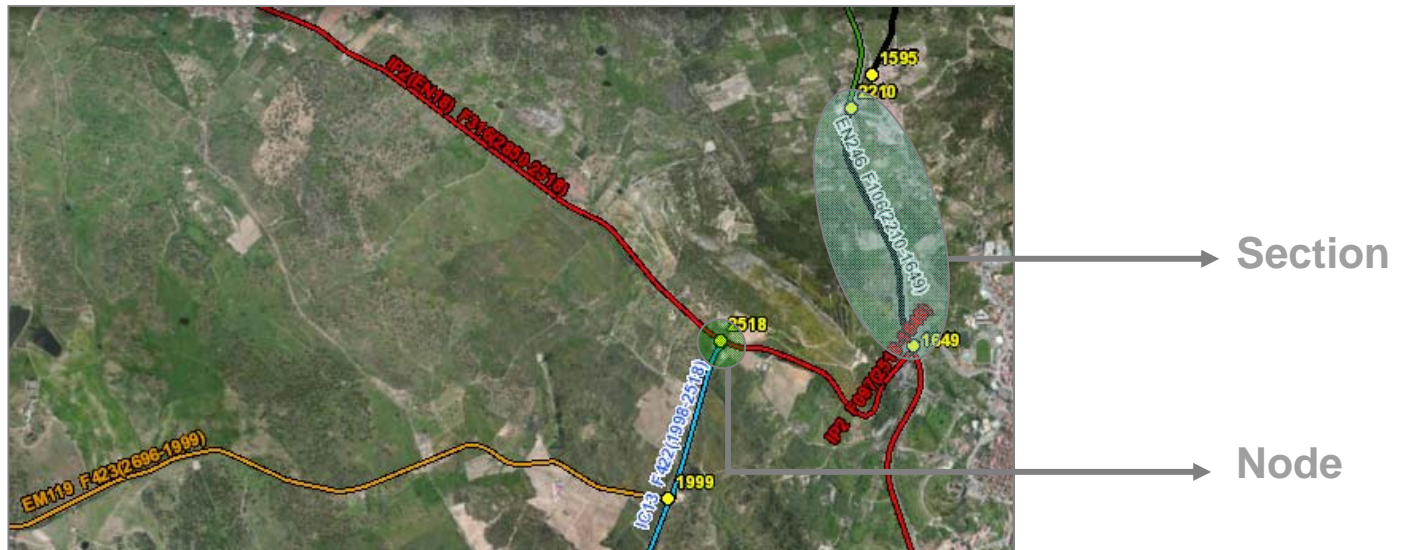 1595
2210
IP2(EN18) F316(2850-2518)
EN246 F106(2210-1649)
Section
2518
1649
IC13 F422(1998-2518)
EM119 F423(2696-1999)
1999
Node
IP2